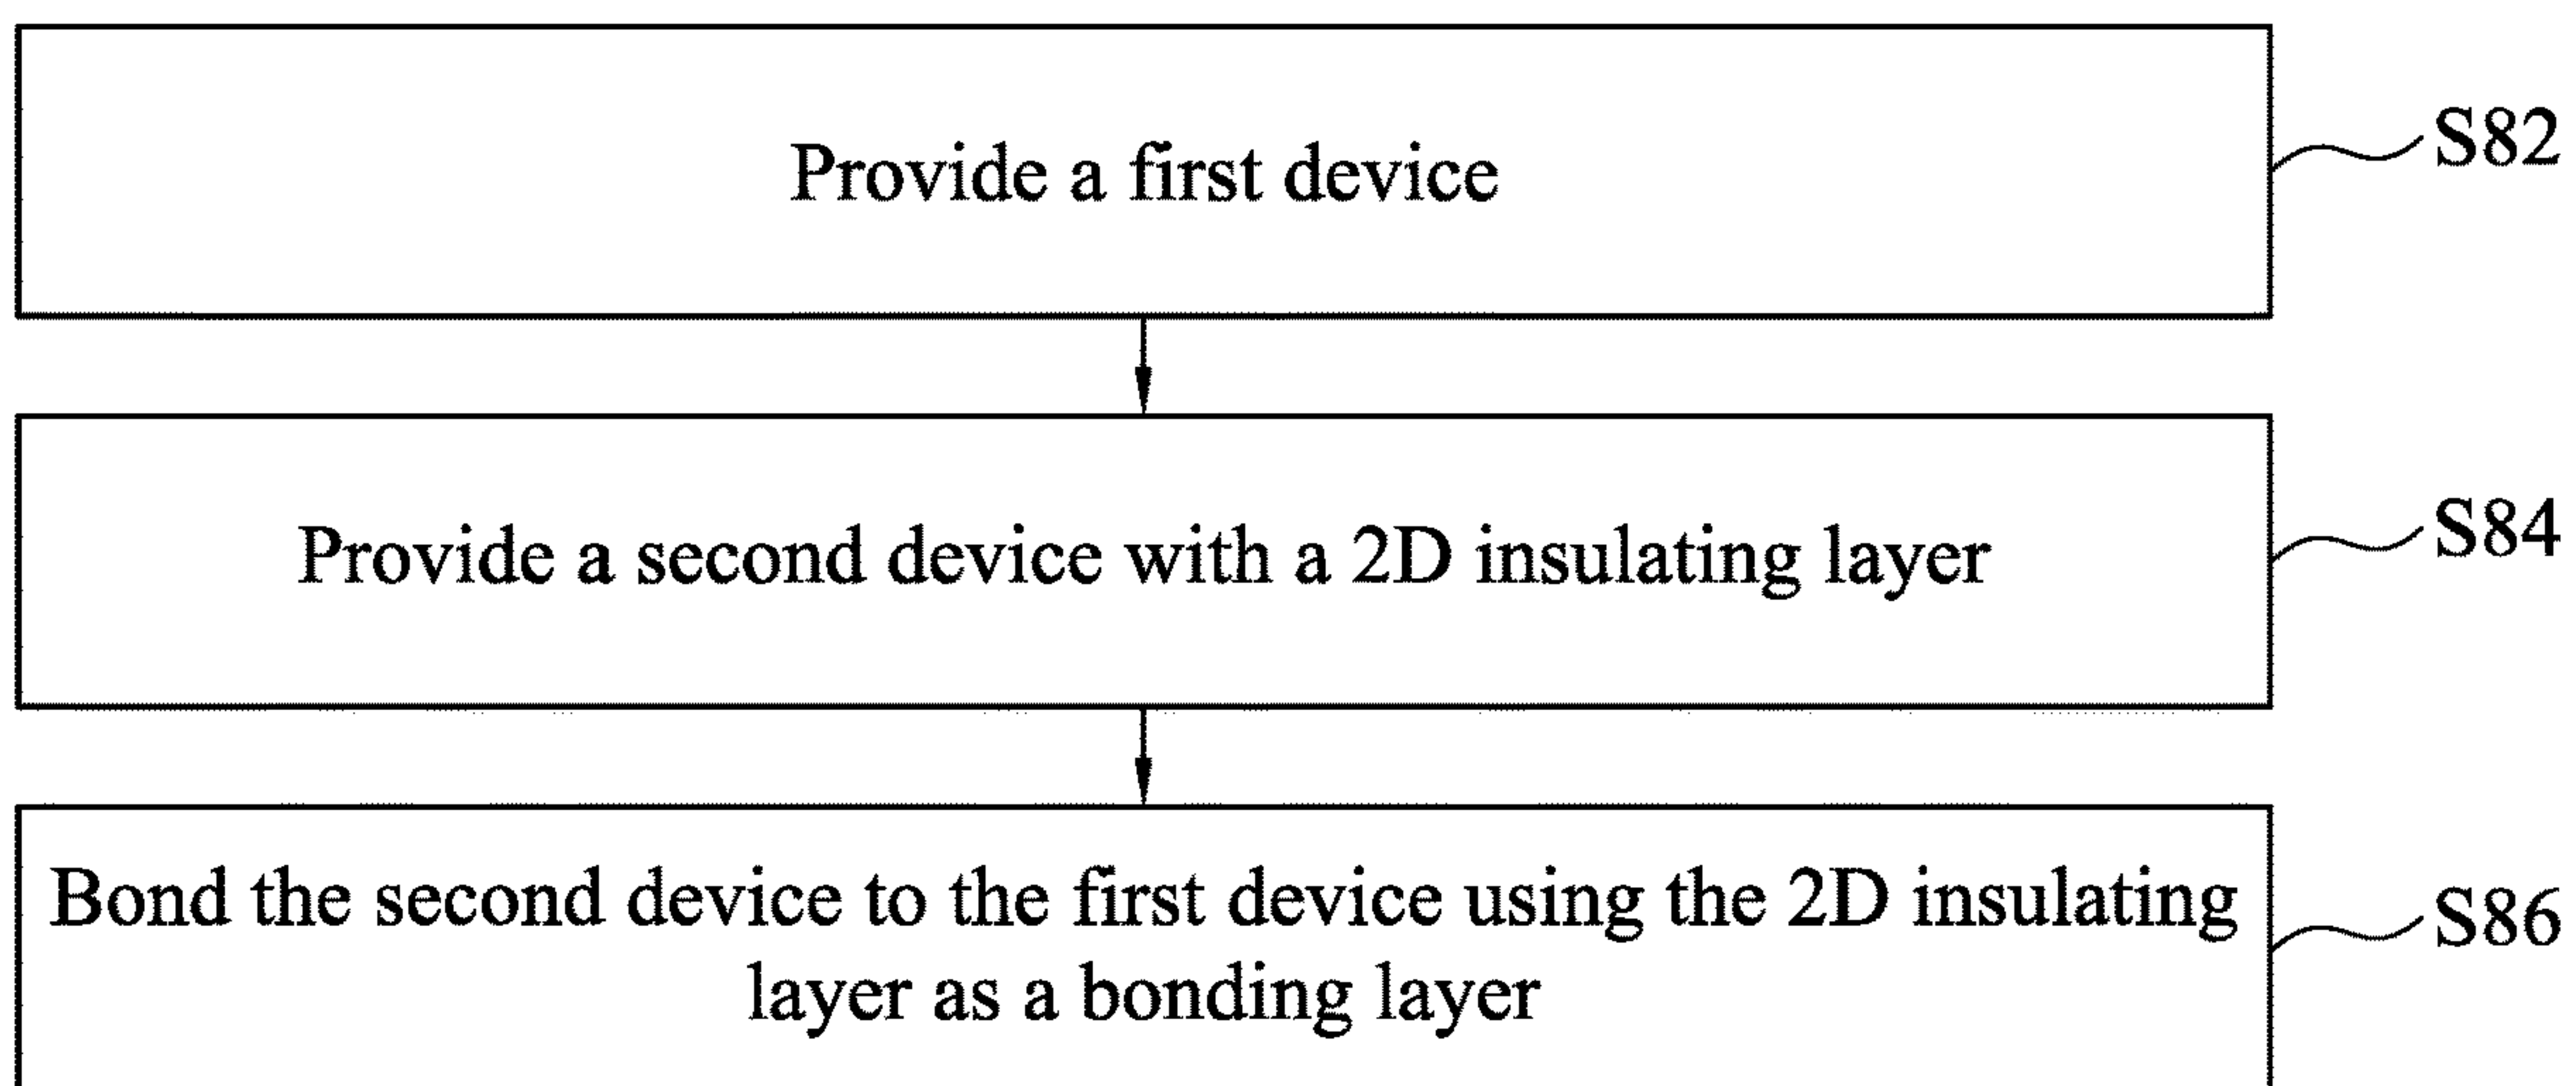 Provide a first device
S82
Provide a second device with a 2D insulating layer
S84
Bond the second device to the first device using the 2D insulating
layer as a bonding layer
S86